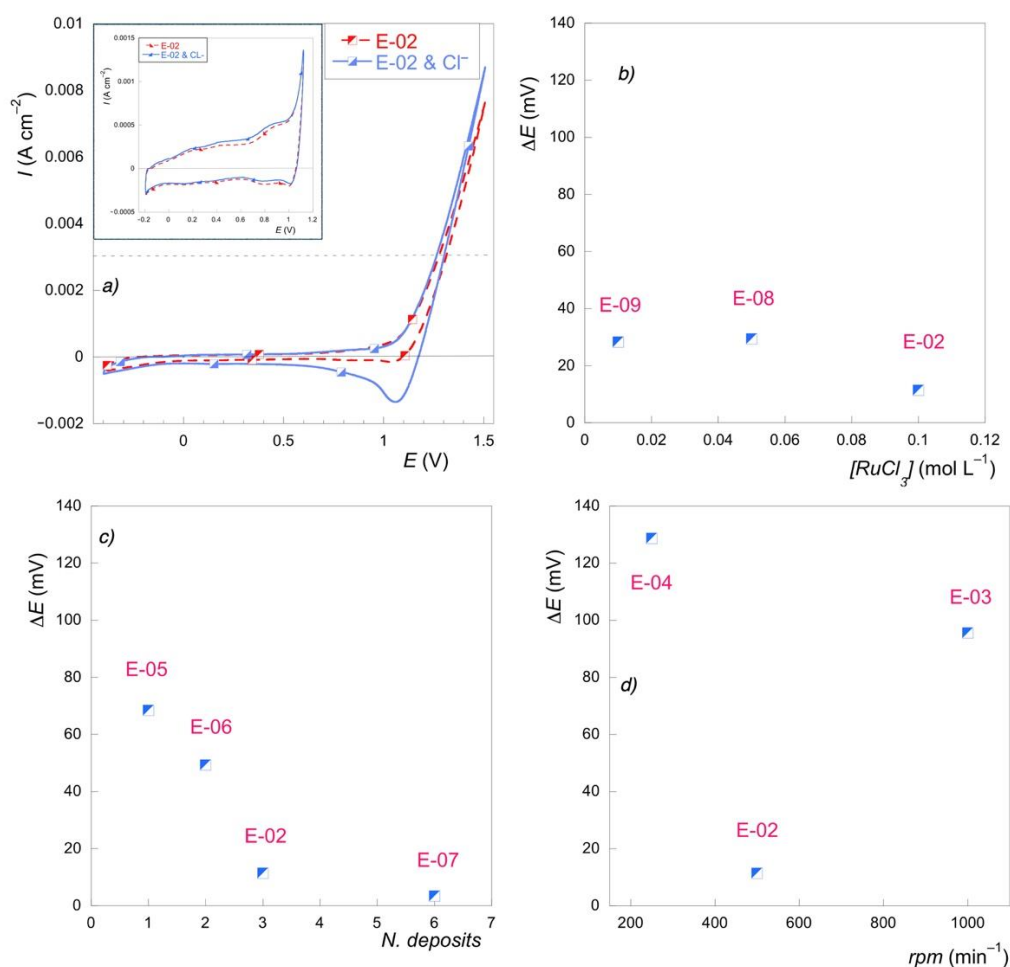 0.01
0.008
0.006
0.004
0.002
0
−0.002
I (A cm⁻²)
0
0.5
1
1.5
E (V)
a)
E-02
E-02 & Cl⁻
0.0015
0.001
0.0005
0
-0.0005
I (A cm⁻²)
-0.2
0
0.2
0.4
0.6
0.8
1
1.2
E (V)
E-02
E-02 & CL-
b)
140
120
100
80
60
40
20
0
ΔE (mV)
E-09
E-08
E-02
0
0.02
0.04
0.06
0.08
0.1
0.12
[RuCl₃] (mol L⁻¹)
c)
140
120
100
80
60
40
20
0
ΔE (mV)
E-05
E-06
E-02
E-07
0
1
2
3
4
5
6
7
N. deposits
140
120
100
80
60
40
20
0
ΔE (mV)
E-04
E-03
d)
E-02
200
400
600
800
1000
rpm (min⁻¹)